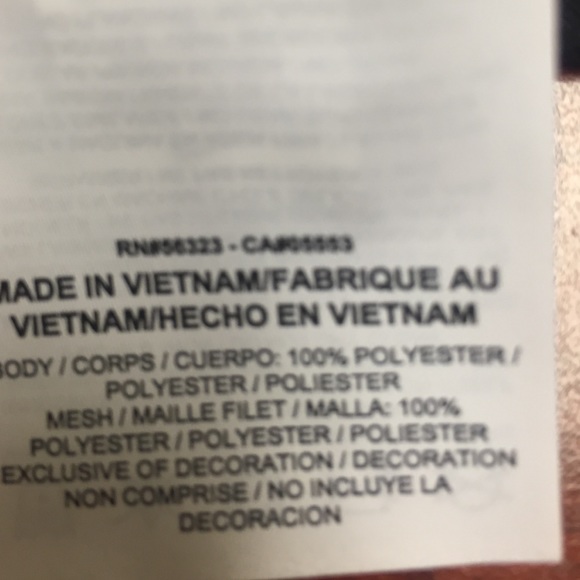 RN#56323 - CA#05553
MADE IN VIETNAM/FABRIQUE AU
VIETNAM/HECHO EN VIETNAM
BODY / CORPS / CUERPO: 100% POLYESTER /
POLYESTER / POLIESTER
MESH / MAILLE FILET / MALLA: 100%
POLYESTER / POLYESTER / POLIESTER
EXCLUSIVE OF DECORATION / DECORATION
NON COMPRISE / NO INCLUYE LA
DECORACION